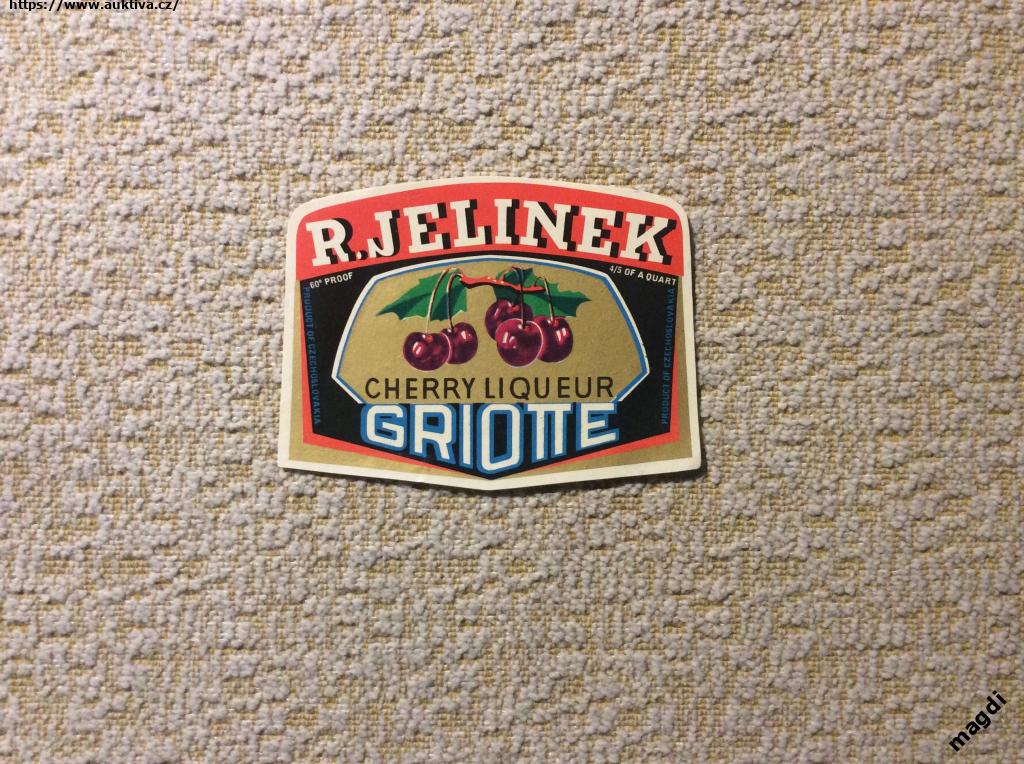 https://www.auktiva.cz/
R. JELINEK
60° PROOF
4/5 OF A QUART
PRODUCT OF CZECHOSLOVAKIA
PRODUCT OF CZECHOSLOVAKIA
CHERRY LIQUEUR
GRIOTTE
magdi